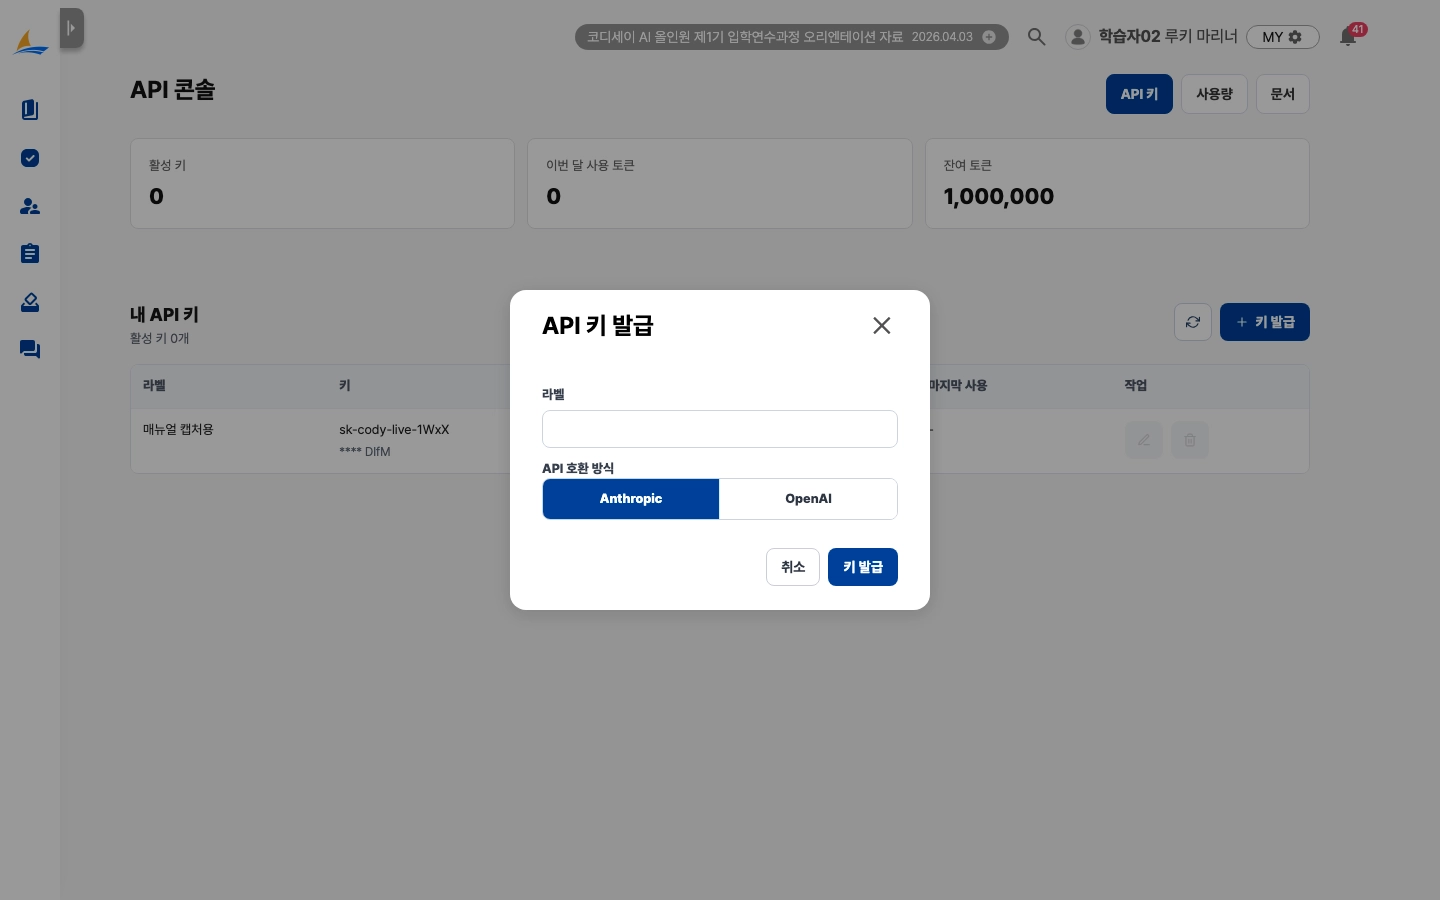 코디세이 AI 올인원 제1기 입학연수과정 오리엔테이션 자료 2026.04.03
학습자02 루키 마리너
MY
41
API 콘솔
API 키
사용량
문서
활성 키
0
이번 달 사용 토큰
0
잔여 토큰
1,000,000
내 API 키
활성 키 0개
+ 키 발급
라벨
키
마지막 사용
작업
매뉴얼 캡처용
sk-cody-live-1WxX
**** DIfM
-
API 키 발급
라벨
API 호환 방식
Anthropic
OpenAI
취소
키 발급